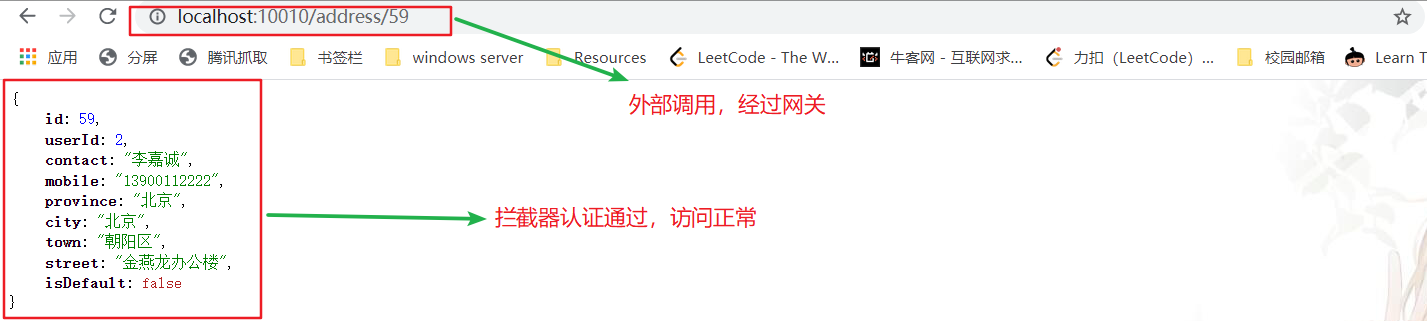 localhost:10010/address/59
应用 分屏 腾讯抓取 书签栏 windows server Resources LeetCode - The W... 牛客网 - 互联网求... 力扣（LeetCode）... 校园邮箱 Learn T
外部调用，经过网关
{
id: 59,
userId: 2,
contact: "李嘉诚",
mobile: "13900112222",
province: "北京",
city: "北京",
town: "朝阳区",
street: "金燕龙办公楼",
isDefault: false
}
拦截器认证通过，访问正常